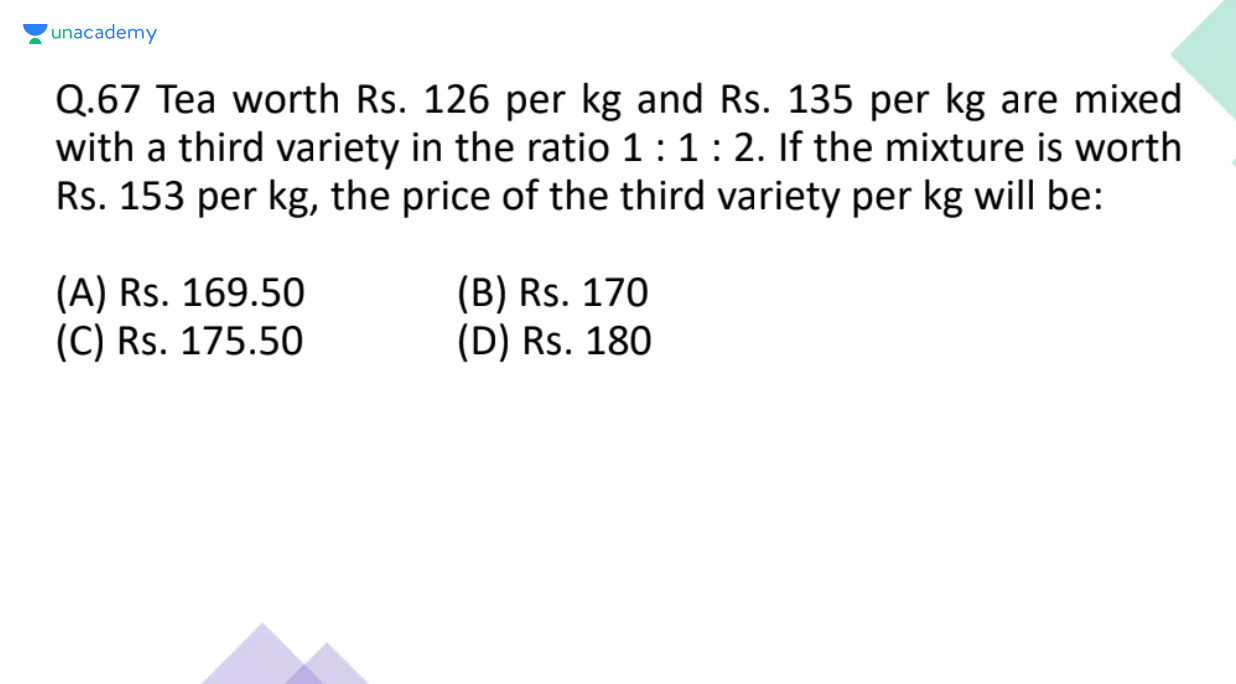 unacademy
Q.67 Tea worth Rs. 126 per kg and Rs. 135 per kg are mixed
with a third variety in the ratio 1 : 1 : 2. If the mixture is worth
Rs. 153 per kg, the price of the third variety per kg will be:
(A) Rs. 169.50 (B) Rs. 170
(C) Rs. 175.50 (D) Rs. 180